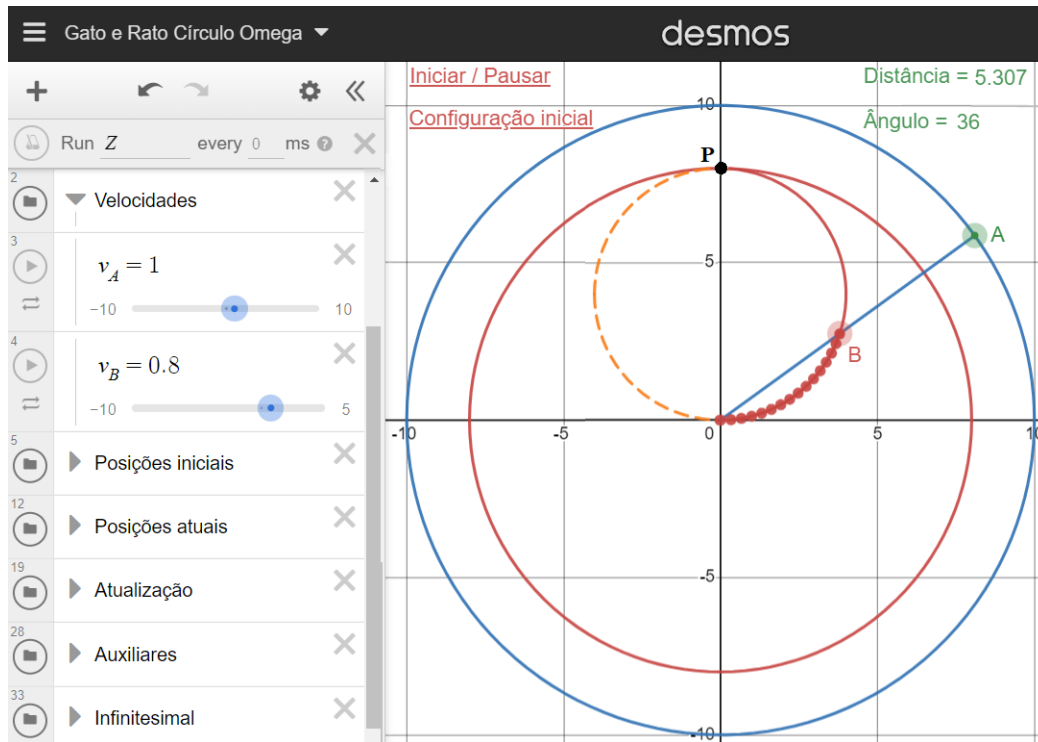 Gato e Rato Círculo Omega
desmos
Run Z every 0 ms ?
2
Velocidades
3
v_A = 1
-10 10
4
v_B = 0.8
-10 5
5
Posições iniciais
12
Posições atuais
19
Atualização
28
Auxiliares
33
Infinitesimal
Iniciar / Pausar
Configuração inicial
Distância = 5.307
Ângulo = 36
10
P
A
5
B
-10 -5 0 5 10
-5
-10